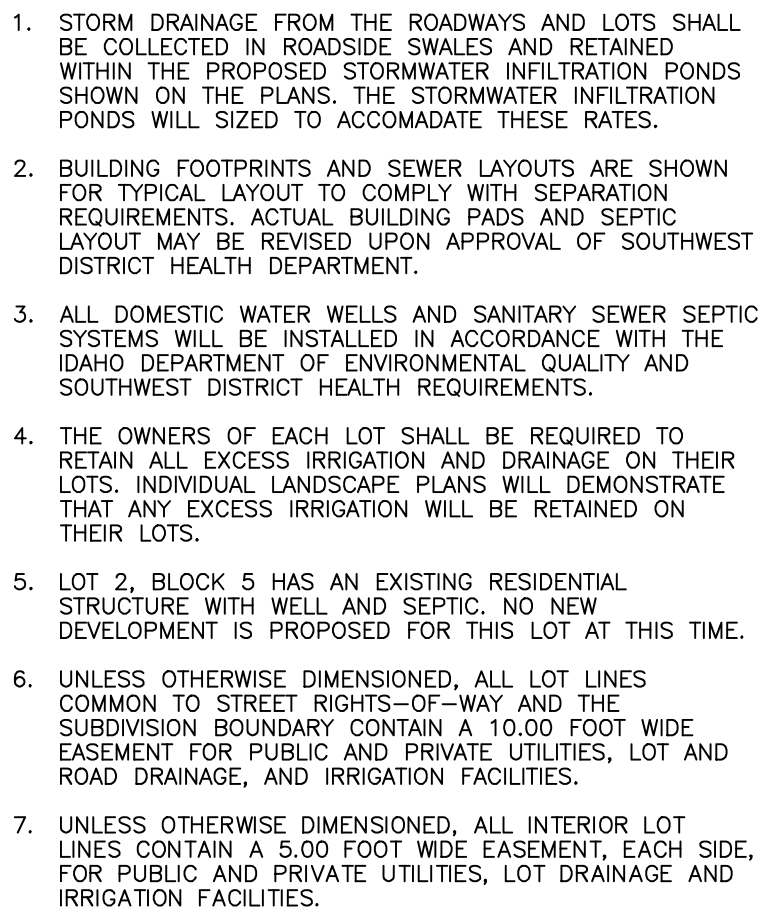 1. STORM DRAINAGE FROM THE ROADWAYS AND LOTS SHALL
BE COLLECTED IN ROADSIDE SWALES AND RETAINED
WITHIN THE PROPOSED STORMWATER INFILTRATION PONDS
SHOWN ON THE PLANS. THE STORMWATER INFILTRATION
PONDS WILL SIZED TO ACCOMADATE THESE RATES.
2. BUILDING FOOTPRINTS AND SEWER LAYOUTS ARE SHOWN
FOR TYPICAL LAYOUT TO COMPLY WITH SEPARATION
REQUIREMENTS. ACTUAL BUILDING PADS AND SEPTIC
LAYOUT MAY BE REVISED UPON APPROVAL OF SOUTHWEST
DISTRICT HEALTH DEPARTMENT.
3. ALL DOMESTIC WATER WELLS AND SANITARY SEWER SEPTIC
SYSTEMS WILL BE INSTALLED IN ACCORDANCE WITH THE
IDAHO DEPARTMENT OF ENVIRONMENTAL QUALITY AND
SOUTHWEST DISTRICT HEALTH REQUIREMENTS.
4. THE OWNERS OF EACH LOT SHALL BE REQUIRED TO
RETAIN ALL EXCESS IRRIGATION AND DRAINAGE ON THEIR
LOTS. INDIVIDUAL LANDSCAPE PLANS WILL DEMONSTRATE
THAT ANY EXCESS IRRIGATION WILL BE RETAINED ON
THEIR LOTS.
5. LOT 2, BLOCK 5 HAS AN EXISTING RESIDENTIAL
STRUCTURE WITH WELL AND SEPTIC. NO NEW
DEVELOPMENT IS PROPOSED FOR THIS LOT AT THIS TIME.
6. UNLESS OTHERWISE DIMENSIONED, ALL LOT LINES
COMMON TO STREET RIGHTS-OF-WAY AND THE
SUBDIVISION BOUNDARY CONTAIN A 10.00 FOOT WIDE
EASEMENT FOR PUBLIC AND PRIVATE UTILITIES, LOT AND
ROAD DRAINAGE, AND IRRIGATION FACILITIES.
7. UNLESS OTHERWISE DIMENSIONED, ALL INTERIOR LOT
LINES CONTAIN A 5.00 FOOT WIDE EASEMENT, EACH SIDE,
FOR PUBLIC AND PRIVATE UTILITIES, LOT DRAINAGE AND
IRRIGATION FACILITIES.